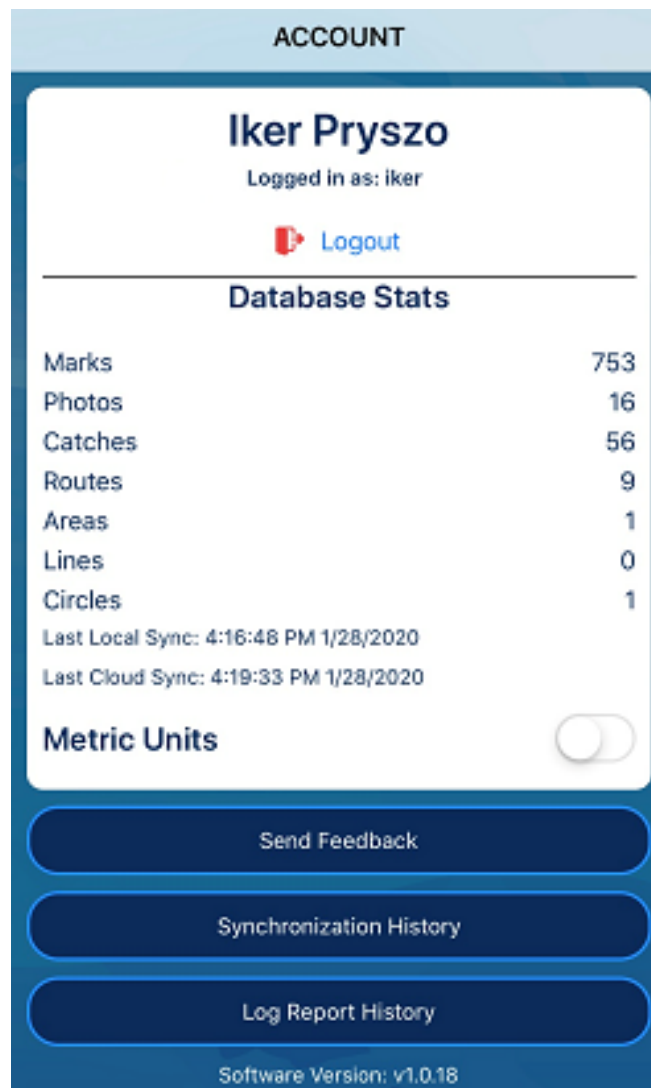 ACCOUNT
Iker Pryszo
Logged in as: iker
Logout
Database Stats
Marks 753
Photos 16
Catches 56
Routes 9
Areas 1
Lines 0
Circles 1
Last Local Sync: 4:16:48 PM 1/28/2020
Last Cloud Sync: 4:19:33 PM 1/28/2020
Metric Units
Send Feedback
Synchronization History
Log Report History
Software Version: v1.0.18